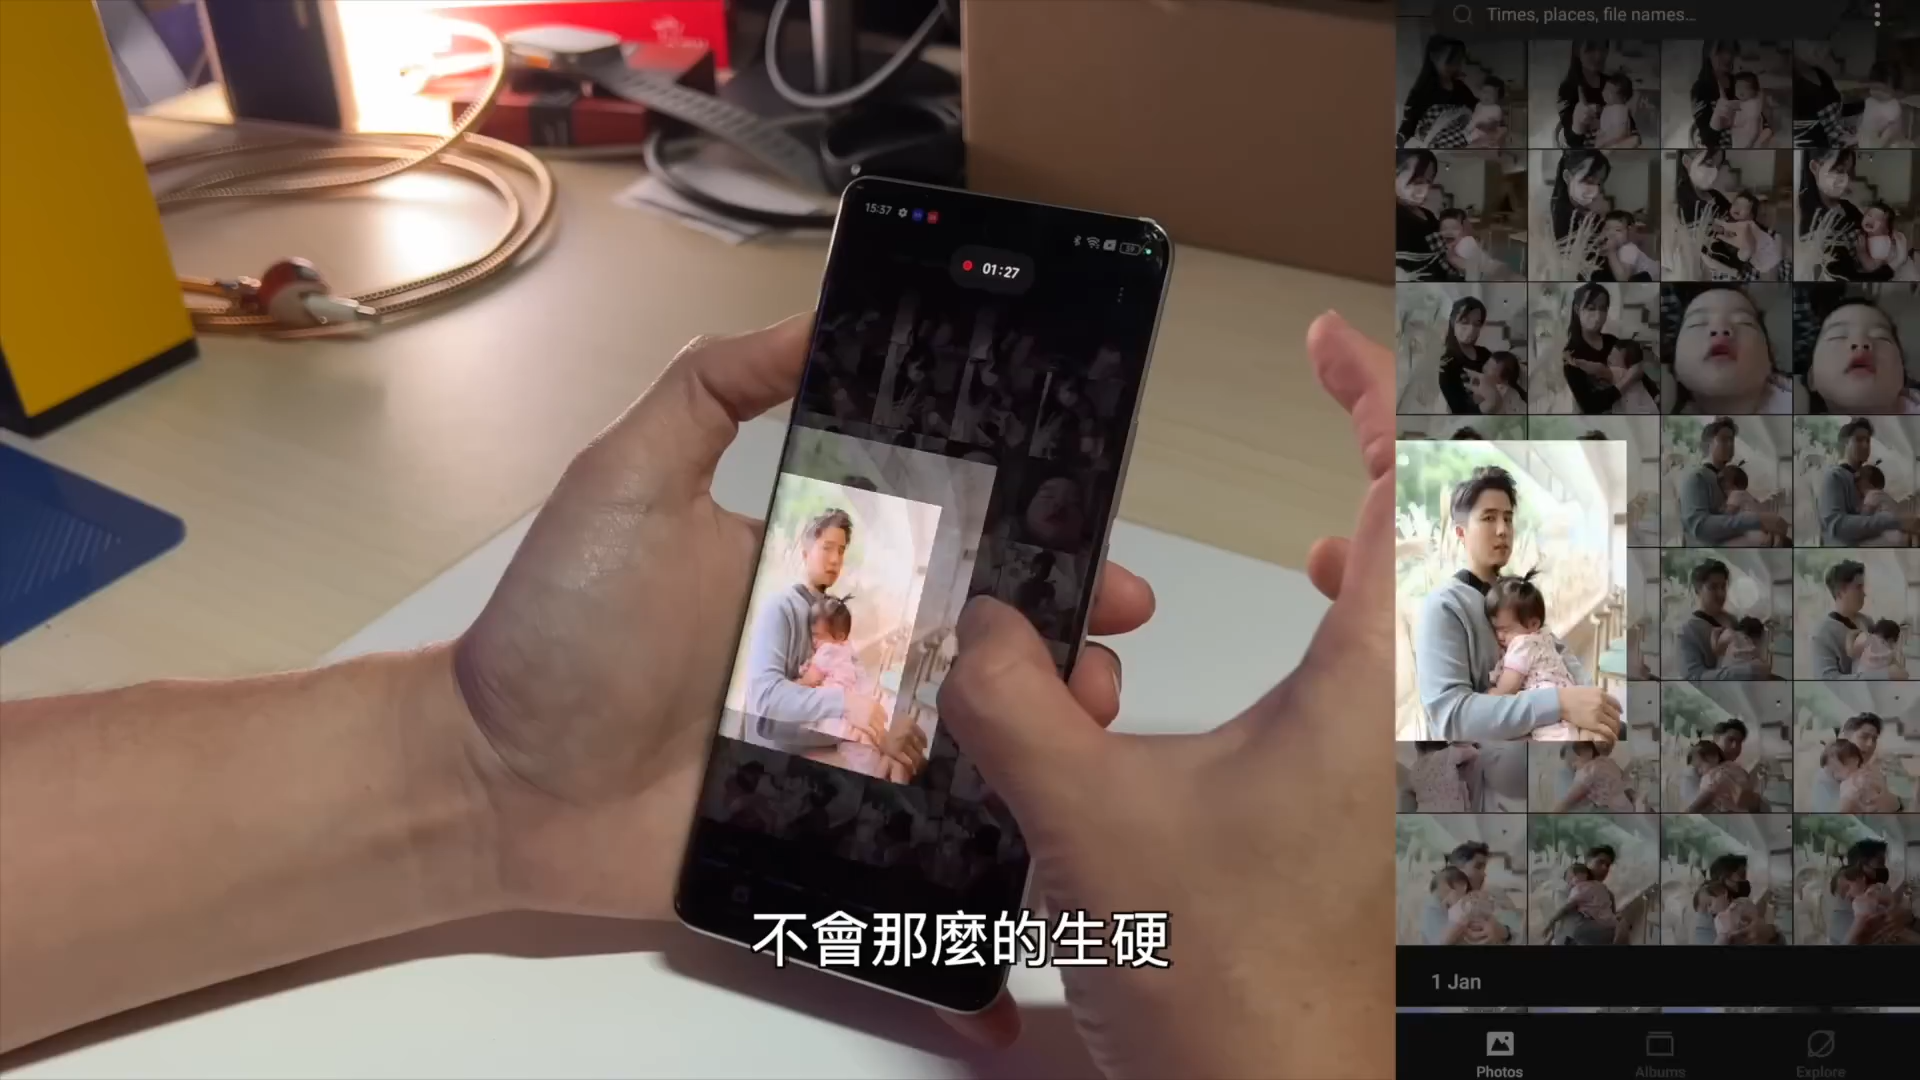 15:37
01:27
不會那麼的生硬
Times, places, file names...
1 Jan
Photos
Albums
Explore